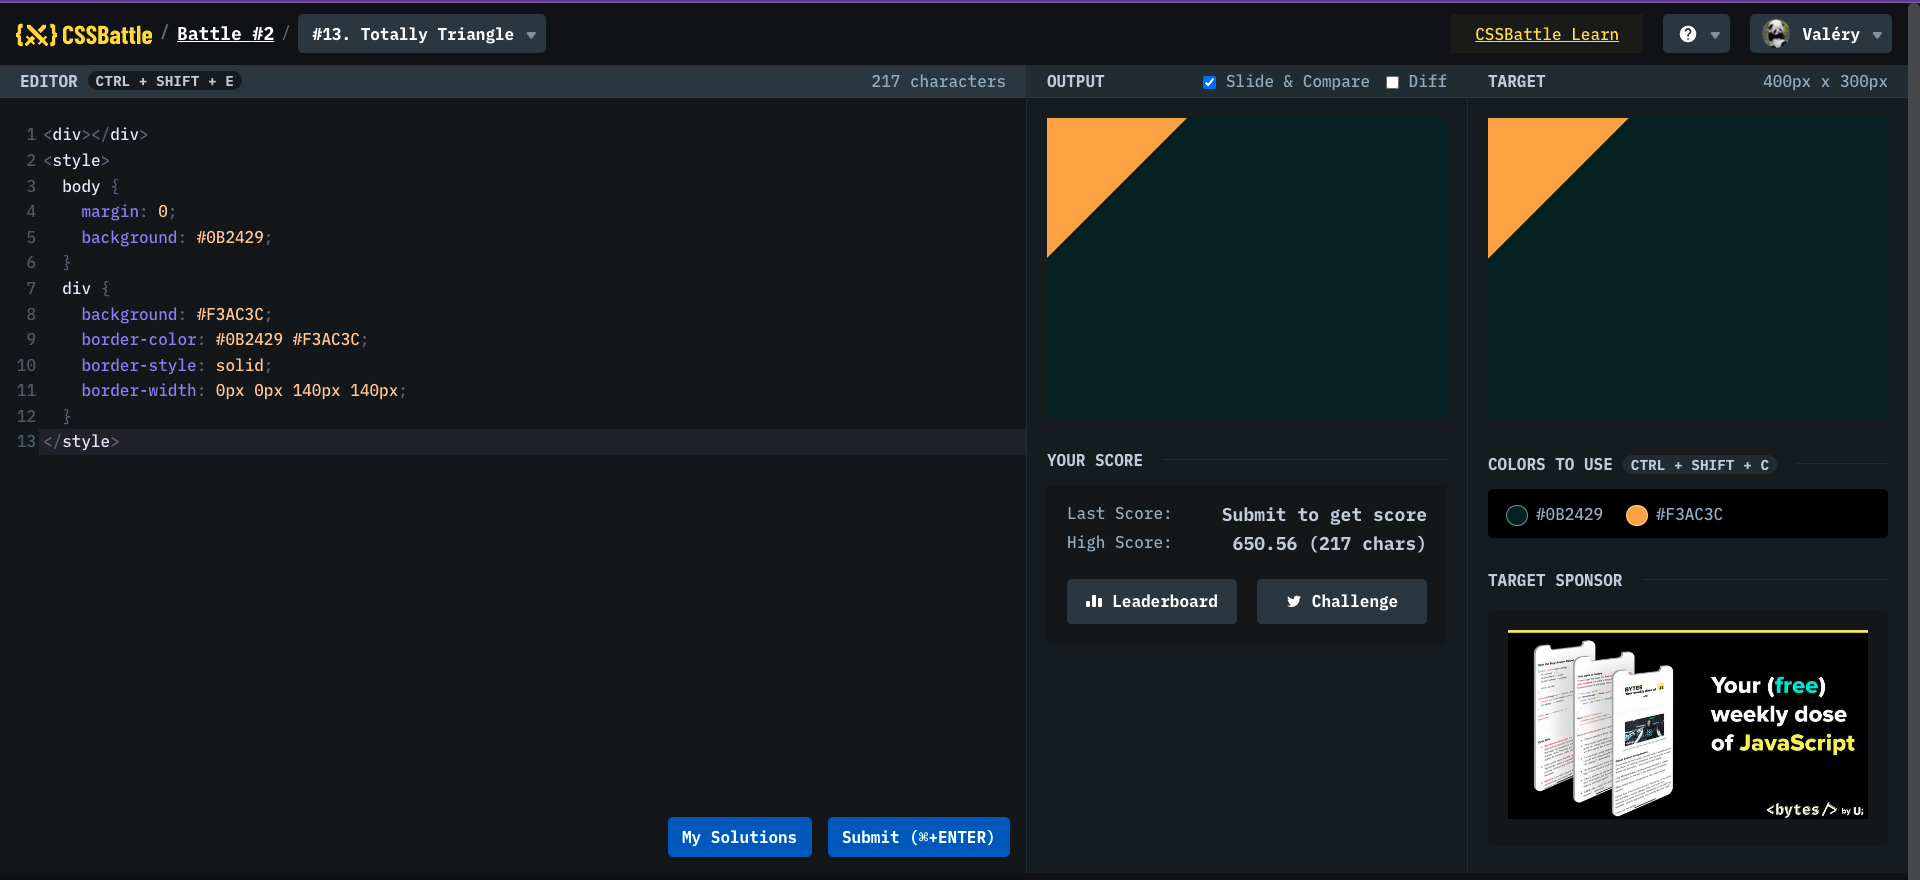 {X} CSSBattle / Battle #2 / #13. Totally Triangle
CSSBattle Learn
?
Valéry
EDITOR CTRL + SHIFT + E 217 characters
1 <div></div>
2 <style>
3 body {
4 margin: 0;
5 background: #0B2429;
6 }
7 div {
8 background: #F3AC3C;
9 border-color: #0B2429 #F3AC3C;
10 border-style: solid;
11 border-width: 0px 0px 140px 140px;
12 }
13 </style>
My Solutions
Submit (⌘+ENTER)
OUTPUT Slide & Compare Diff
YOUR SCORE
Last Score: Submit to get score
High Score: 650.56 (217 chars)
Leaderboard
Challenge
TARGET 400px x 300px
COLORS TO USE CTRL + SHIFT + C
#0B2429 #F3AC3C
TARGET SPONSOR
BYTES
JS
Your (free)
weekly dose
of JavaScript
<bytes/> by Ui